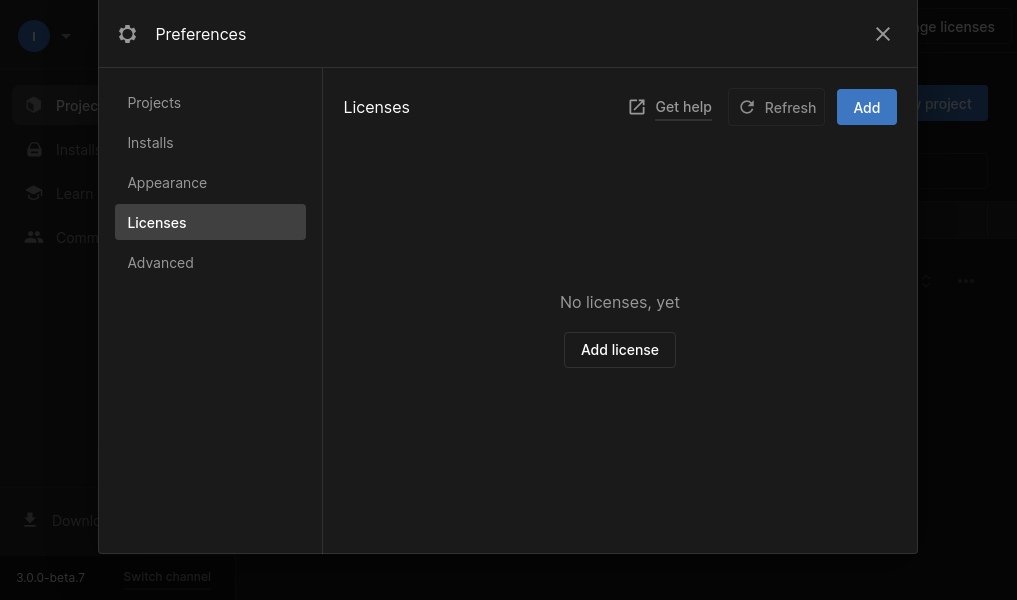 I
Preferences
ge licenses
Projects
Licenses
Get help
Refresh
Add
Projec
y project
Installs
Installs
Appearance
Learn
Licenses
Comm
Advanced
No licenses, yet
Add license
Downlo
3.0.0-beta.7
Switch channel